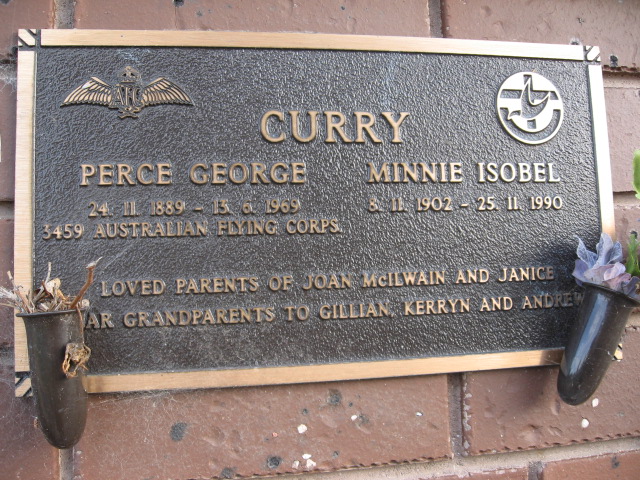 AFC
CURRY
PERCE GEORGE MINNIE ISOBEL
24. 11. 1889 - 13. 6. 1969 8. 11. 1902 - 25. 11. 1990
3459 AUSTRALIAN FLYING CORPS.
LOVED PARENTS OF JOAN McILWAIN AND JANICE
GRANDPARENTS TO GILLIAN, KERRYN AND ANDREW